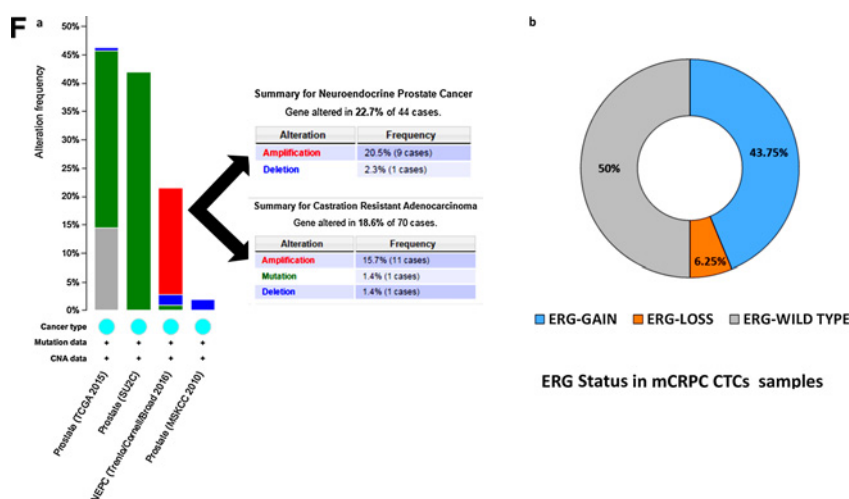 F
a
50%
45%
40%
35%
30%
25%
20%
15%
10%
5%
0%
Alteration frequency
Cancer type
Mutation data + + + +
CNA data + + + +
Prostate (TCGA 2015)
Prostate (SU2C)
NEPC (Trento/Cornell/Broad 2016)
Prostate (MSKCC 2010)
Summary for Neuroendocrine Prostate Cancer
Gene altered in 22.7% of 44 cases.
Alteration Frequency
Amplification 20.5% (9 cases)
Deletion 2.3% (1 cases)
Summary for Castration Resistant Adenocarcinoma
Gene altered in 18.6% of 70 cases.
Alteration Frequency
Amplification 15.7% (11 cases)
Mutation 1.4% (1 cases)
Deletion 1.4% (1 cases)
b
50%
43.75%
6.25%
ERG-GAIN ERG-LOSS ERG-WILD TYPE
ERG Status in mCRPC CTCs samples